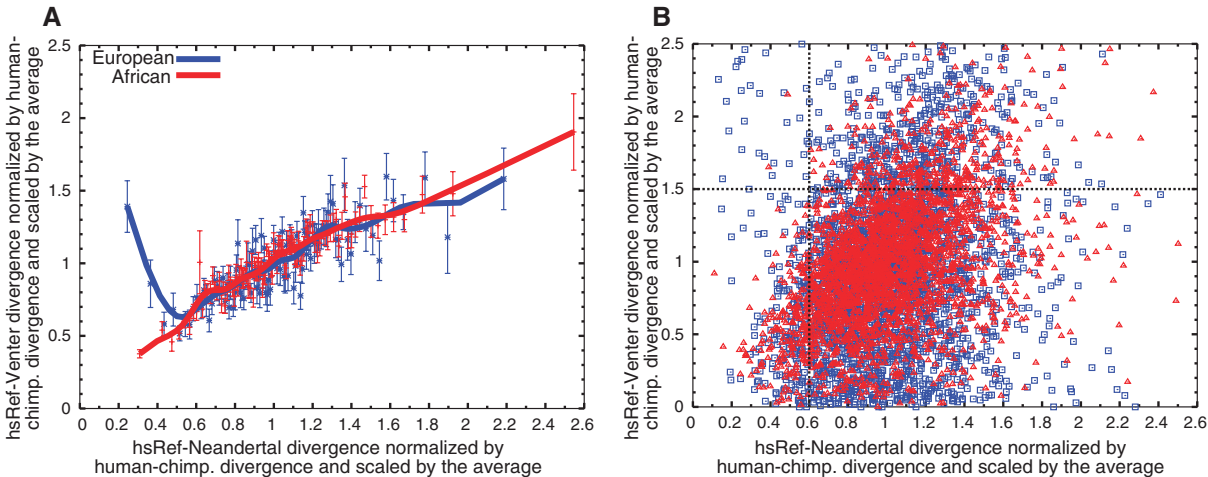 A
hsRef-Venter divergence normalized by human-
chimp. divergence and scaled by the average
European
African
2.5
2
1.5
1
0.5
0
0 0.2 0.4 0.6 0.8 1 1.2 1.4 1.6 1.8 2 2.2 2.4 2.6
hsRef-Neandertal divergence normalized by
human-chimp. divergence and scaled by the average
B
hsRef-Venter divergence normalized by human-
chimp. divergence and scaled by the average
2.5
2
1.5
1
0.5
0
0 0.2 0.4 0.6 0.8 1 1.2 1.4 1.6 1.8 2 2.2 2.4 2.6
hsRef-Neandertal divergence normalized by
human-chimp. divergence and scaled by the average